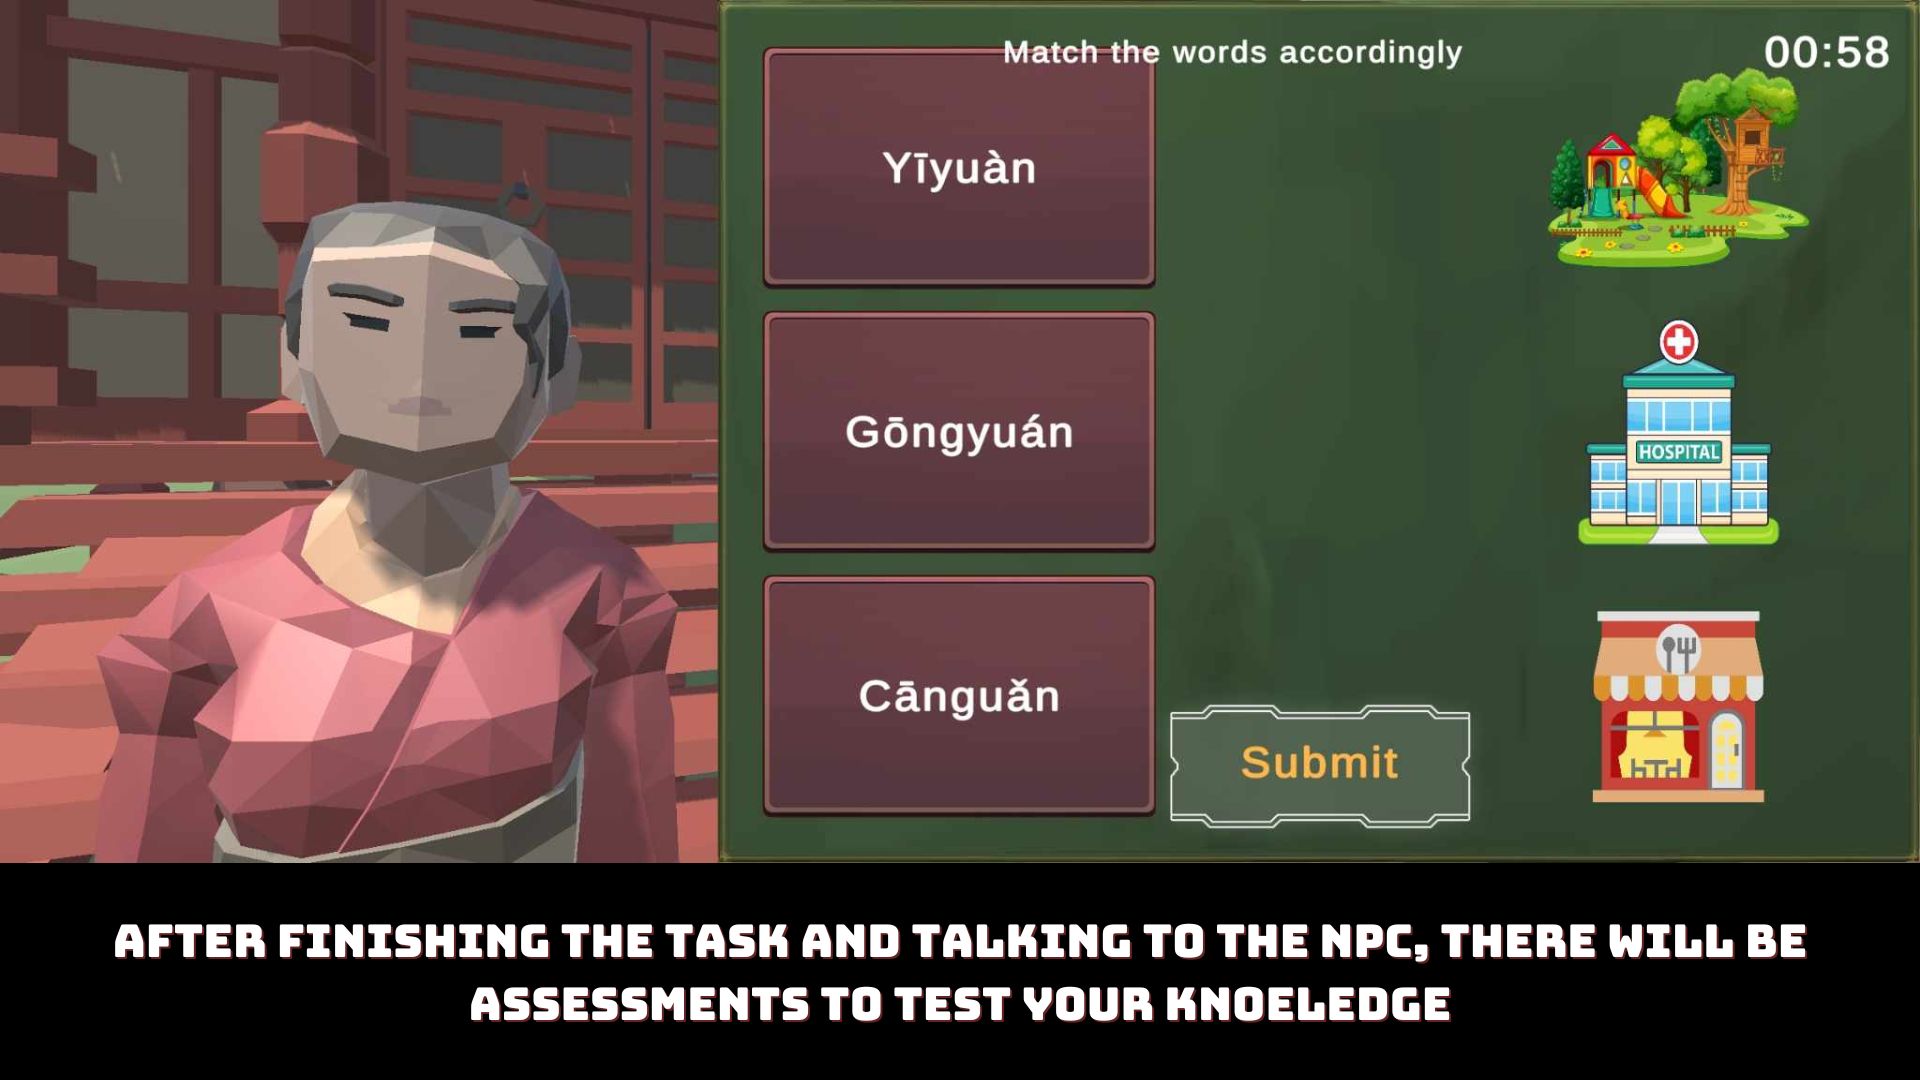 Match the words accordingly
00:58
Yīyuàn
Gōngyuán
HOSPITAL
Cānguǎn
Submit
AFTER FINISHING THE TASK AND TALKING TO THE NPC, THERE WILL BE
ASSESSMENTS TO TEST YOUR KNOELEDGE